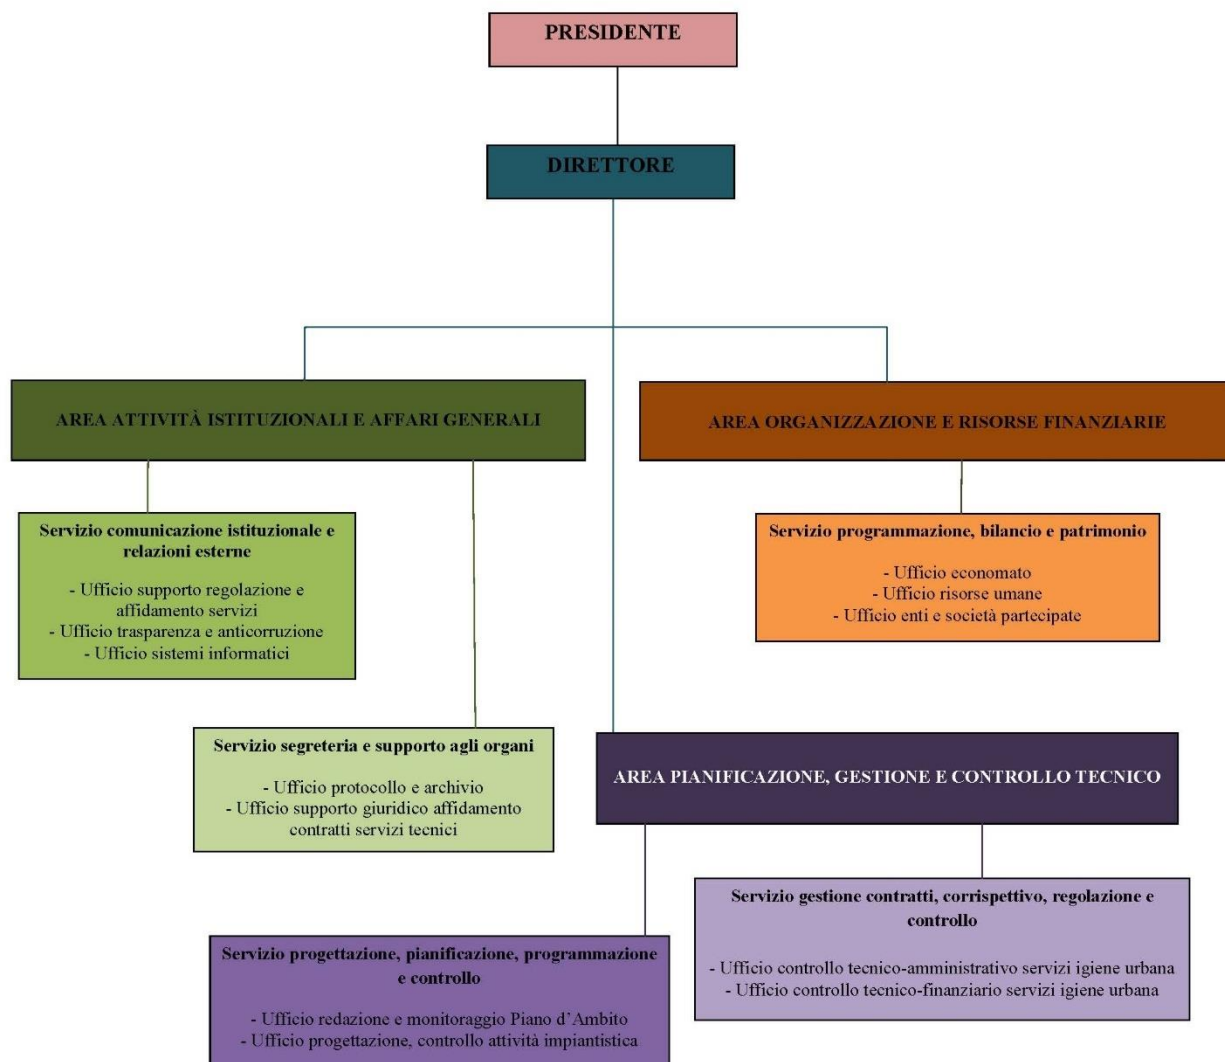 PRESIDENTE
DIRETTORE
AREA ATTIVITÀ ISTITUZIONALI E AFFARI GENERALI
AREA ORGANIZZAZIONE E RISORSE FINANZIARIE
Servizio comunicazione istituzionale e
relazioni esterne
- Ufficio supporto regolazione e
affidamento servizi
- Ufficio trasparenza e anticorruzione
- Ufficio sistemi informatici
Servizio programmazione, bilancio e patrimonio
- Ufficio economato
- Ufficio risorse umane
- Ufficio enti e società partecipate
Servizio segreteria e supporto agli organi
- Ufficio protocollo e archivio
- Ufficio supporto giuridico affidamento
contratti servizi tecnici
AREA PIANIFICAZIONE, GESTIONE E CONTROLLO TECNICO
Servizio progettazione, pianificazione, programmazione
e controllo
- Ufficio redazione e monitoraggio Piano d’Ambito
- Ufficio progettazione, controllo attività impiantistica
Servizio gestione contratti, corrispettivo, regolazione e
controllo
- Ufficio controllo tecnico-amministrativo servizi igiene urbana
- Ufficio controllo tecnico-finanziario servizi igiene urbana